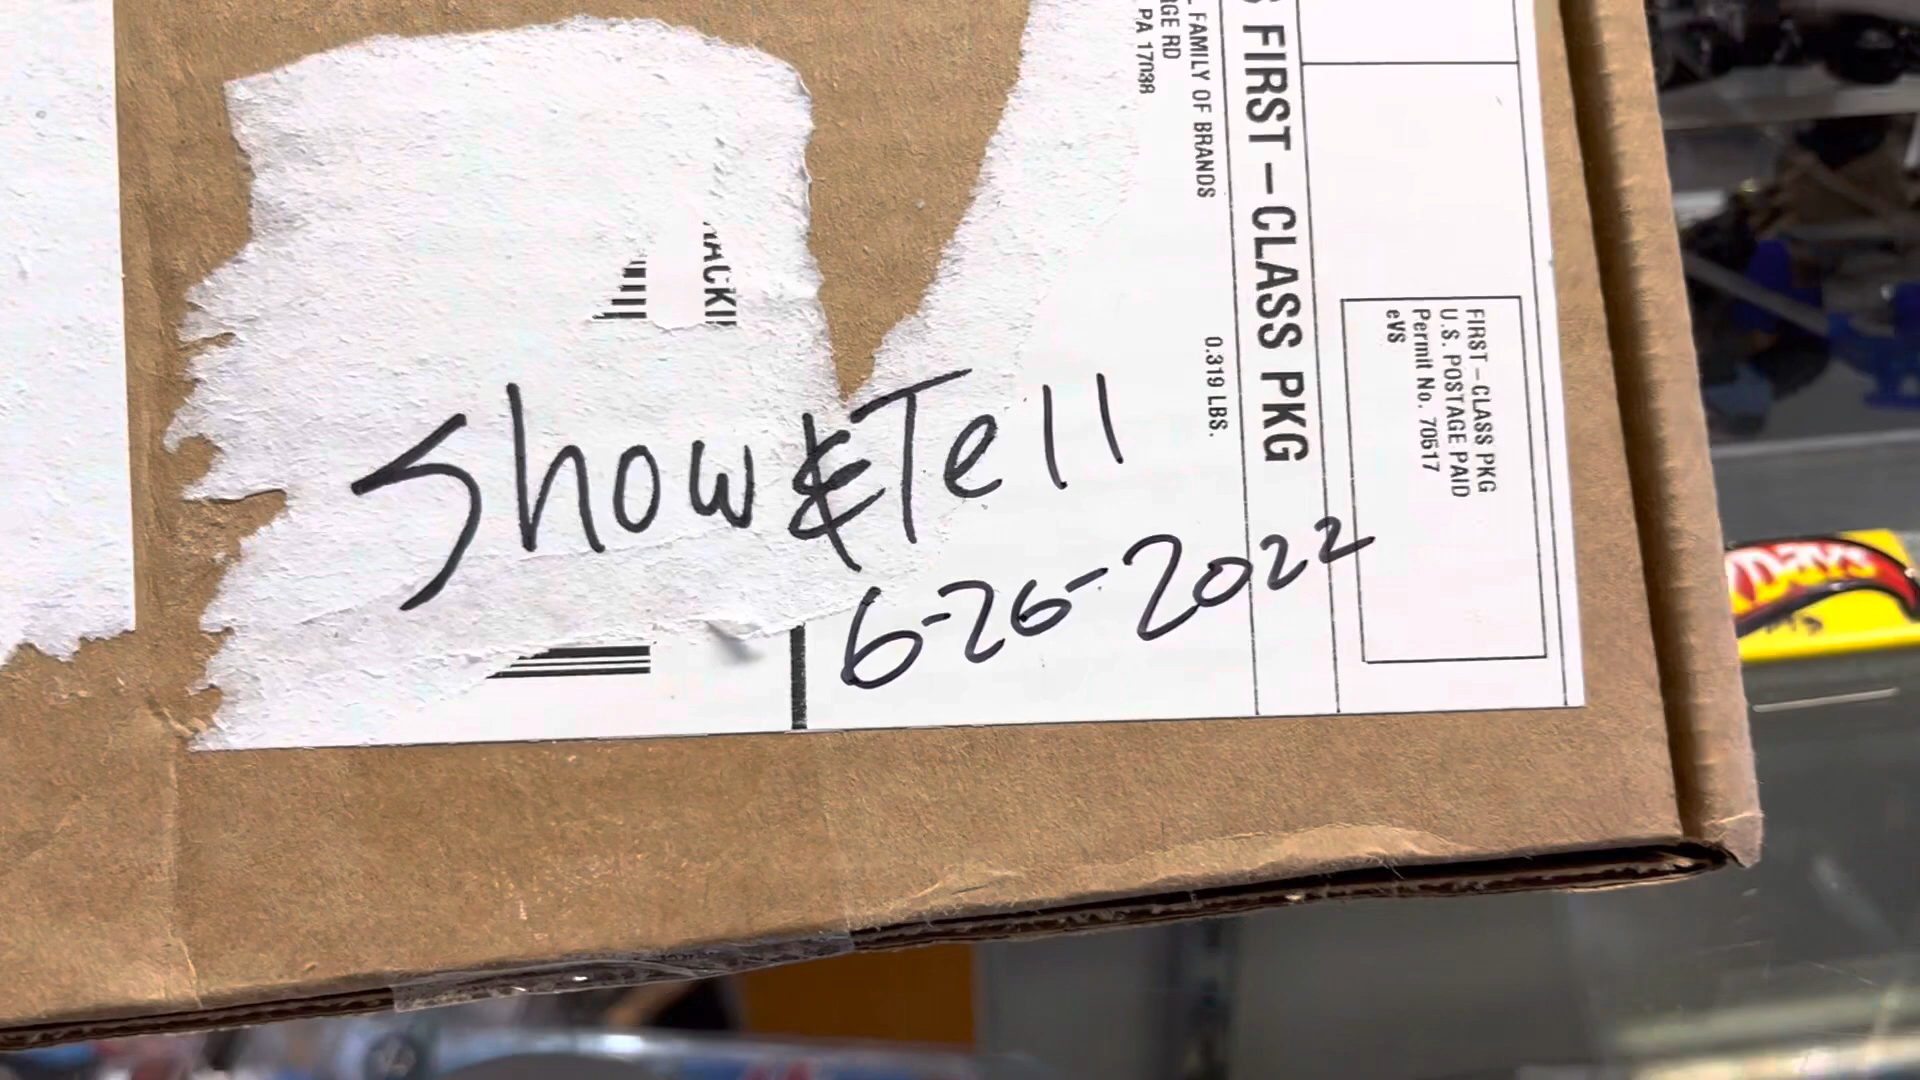 Show & Tell
6-26-2022
FIRST-CLASS PKG
FAMILY OF BRANDS
RD
PA 17038
0.319 LBS.
FIRST-CLASS PKG
U.S. POSTAGE PAID
Permit No. 70517
eVS